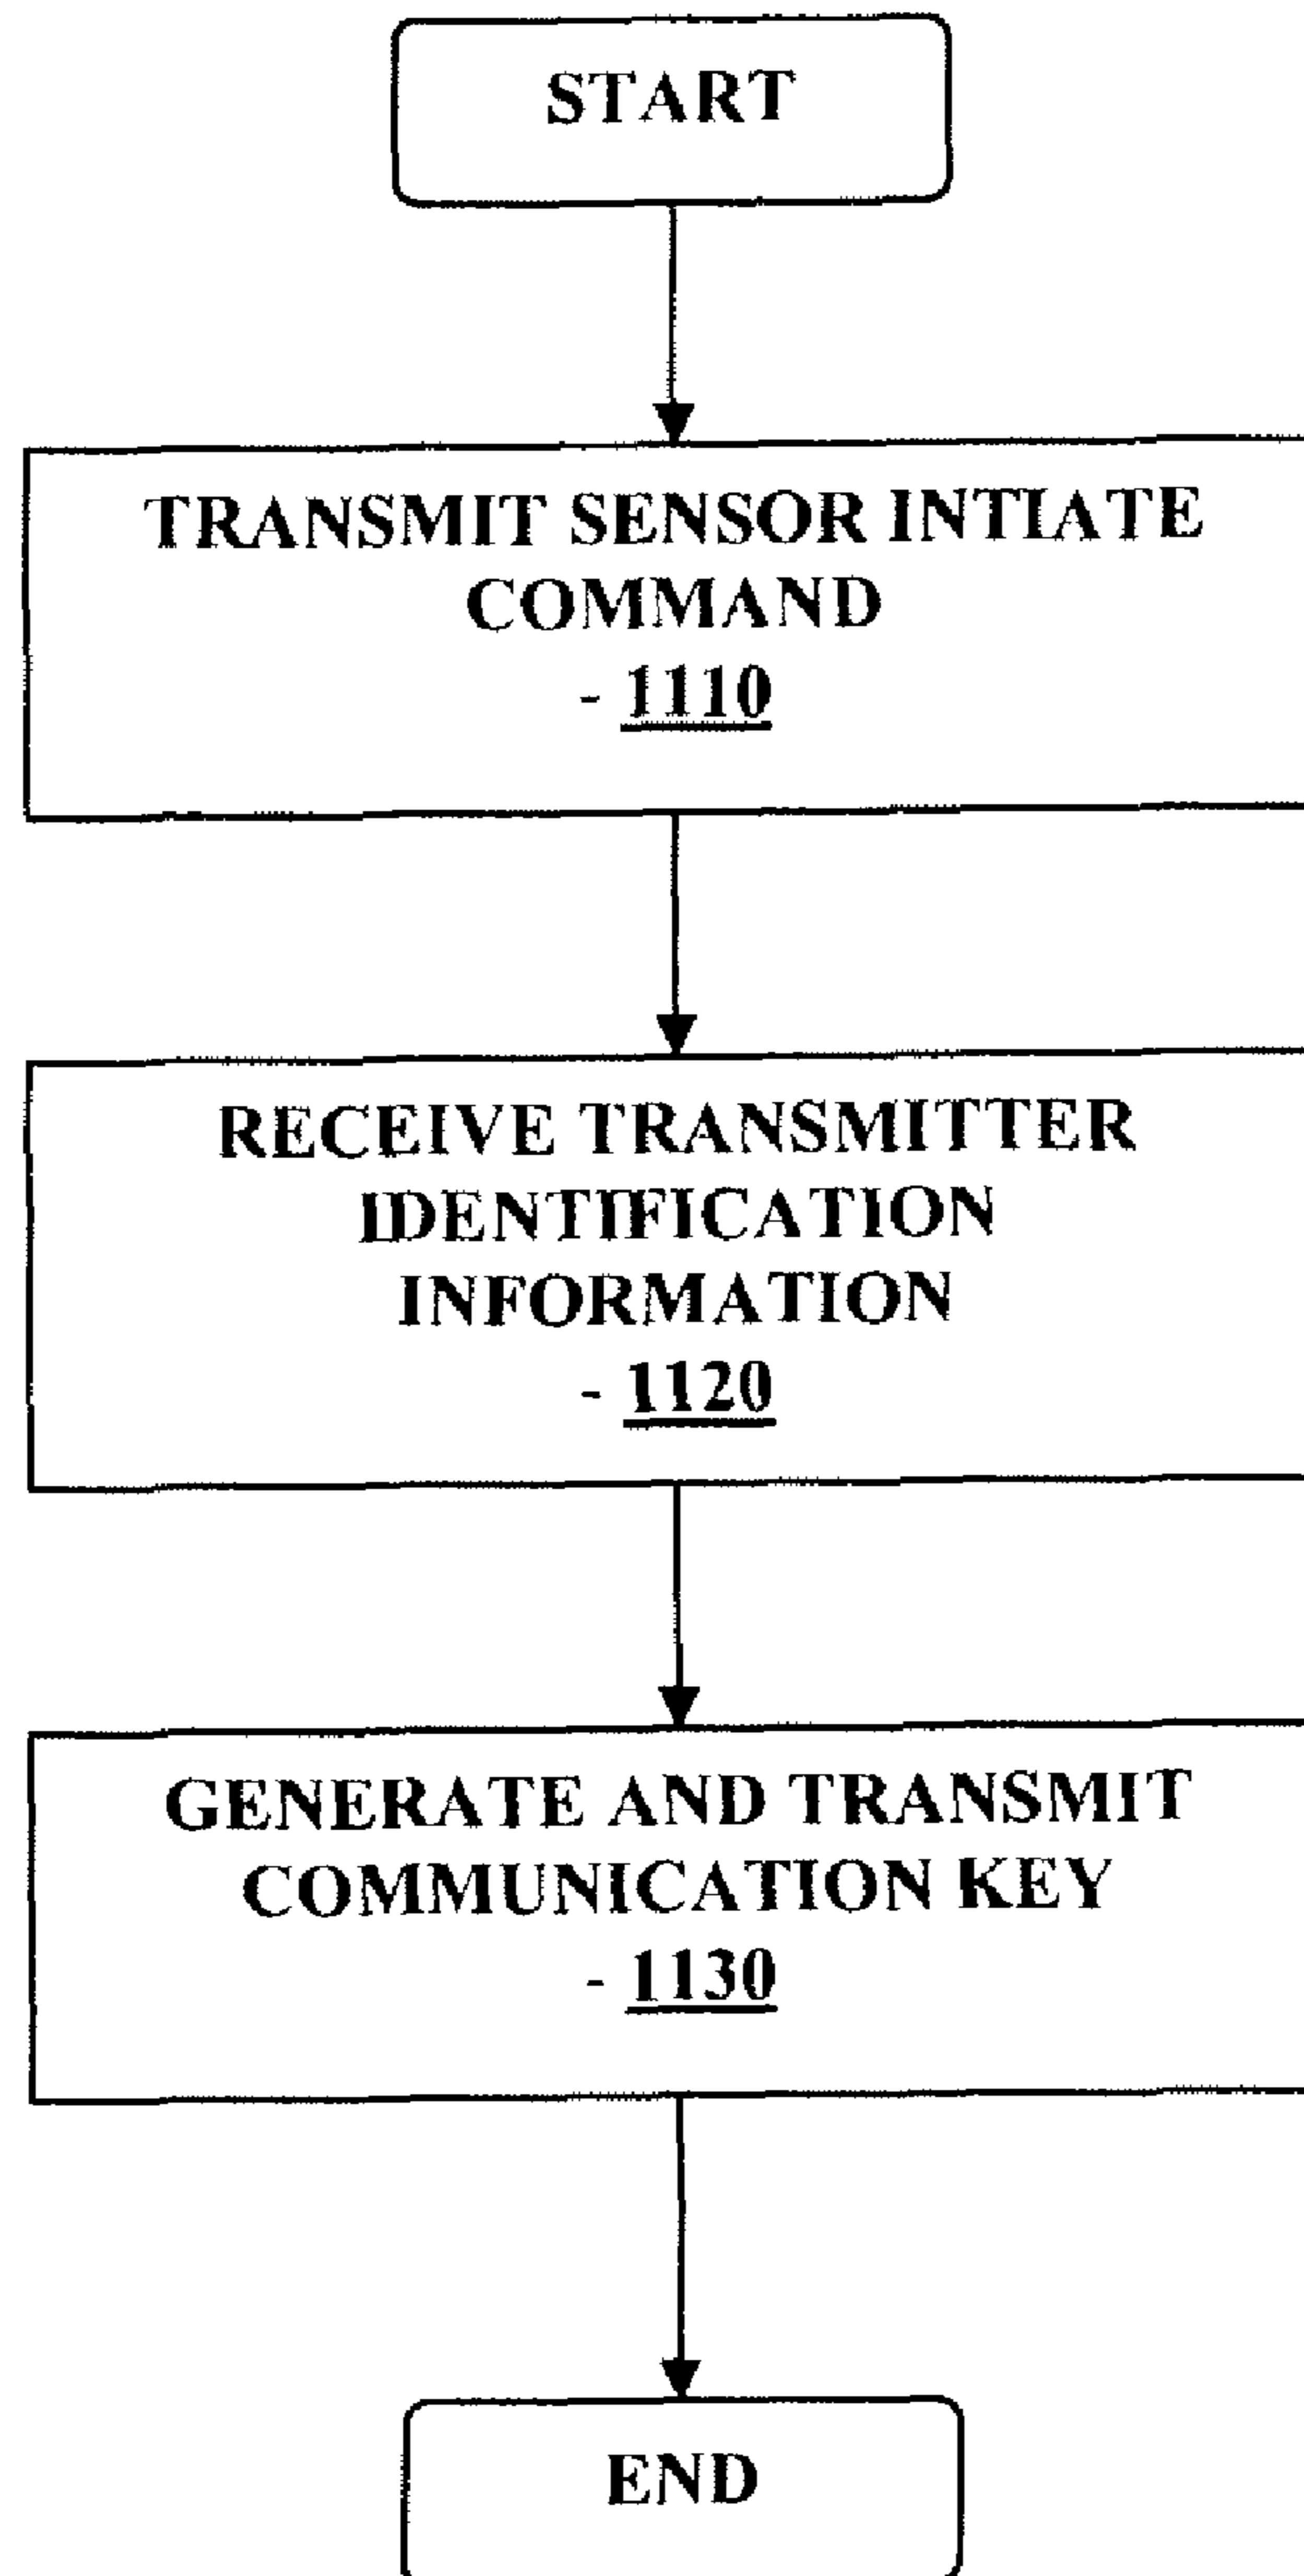 START
TRANSMIT SENSOR INTIATE
COMMAND
- 1110
RECEIVE TRANSMITTER
IDENTIFICATION
INFORMATION
- 1120
GENERATE AND TRANSMIT
COMMUNICATION KEY
- 1130
END